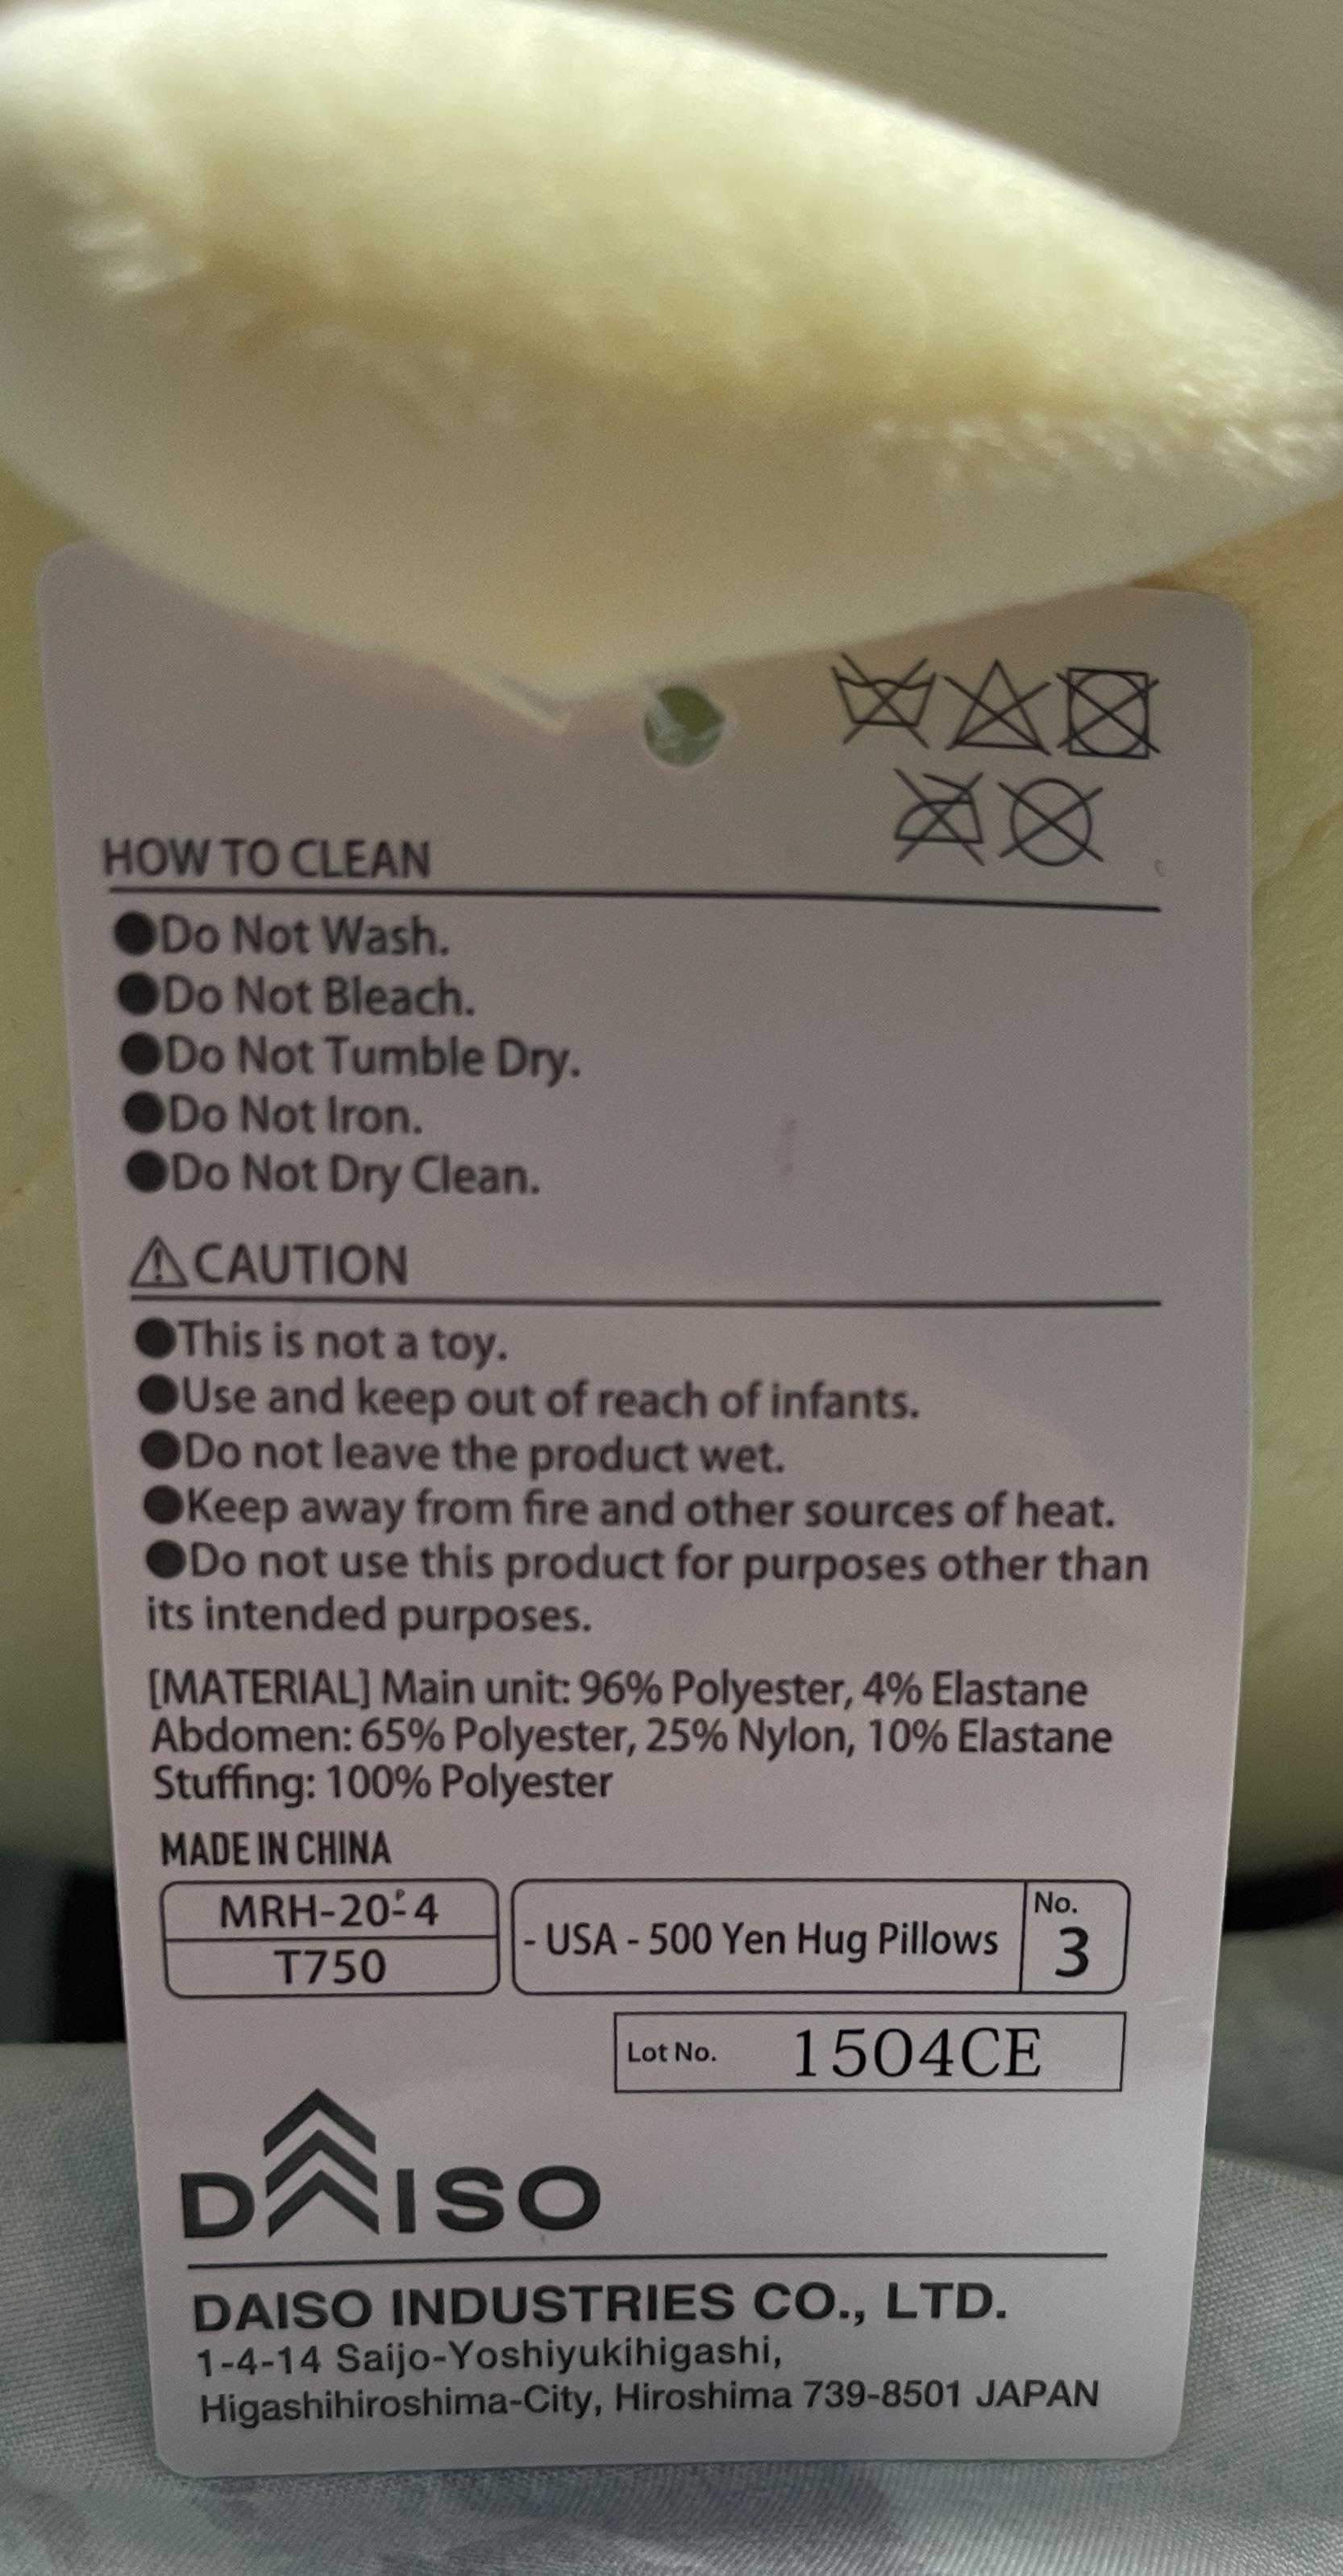 HOW TO CLEAN
●Do Not Wash.
●Do Not Bleach.
●Do Not Tumble Dry.
●Do Not Iron.
●Do Not Dry Clean.
⚠CAUTION
●This is not a toy.
●Use and keep out of reach of infants.
●Do not leave the product wet.
●Keep away from fire and other sources of heat.
●Do not use this product for purposes other than
its intended purposes.
[MATERIAL] Main unit: 96% Polyester, 4% Elastane
Abdomen: 65% Polyester, 25% Nylon, 10% Elastane
Stuffing: 100% Polyester
MADE IN CHINA
MRH-20-4
T750
- USA - 500 Yen Hug Pillows
No.
3
Lot No. 1504CE
DAISO
DAISO INDUSTRIES CO., LTD.
1-4-14 Saijo-Yoshiyukihigashi,
Higashihiroshima-City, Hiroshima 739-8501 JAPAN